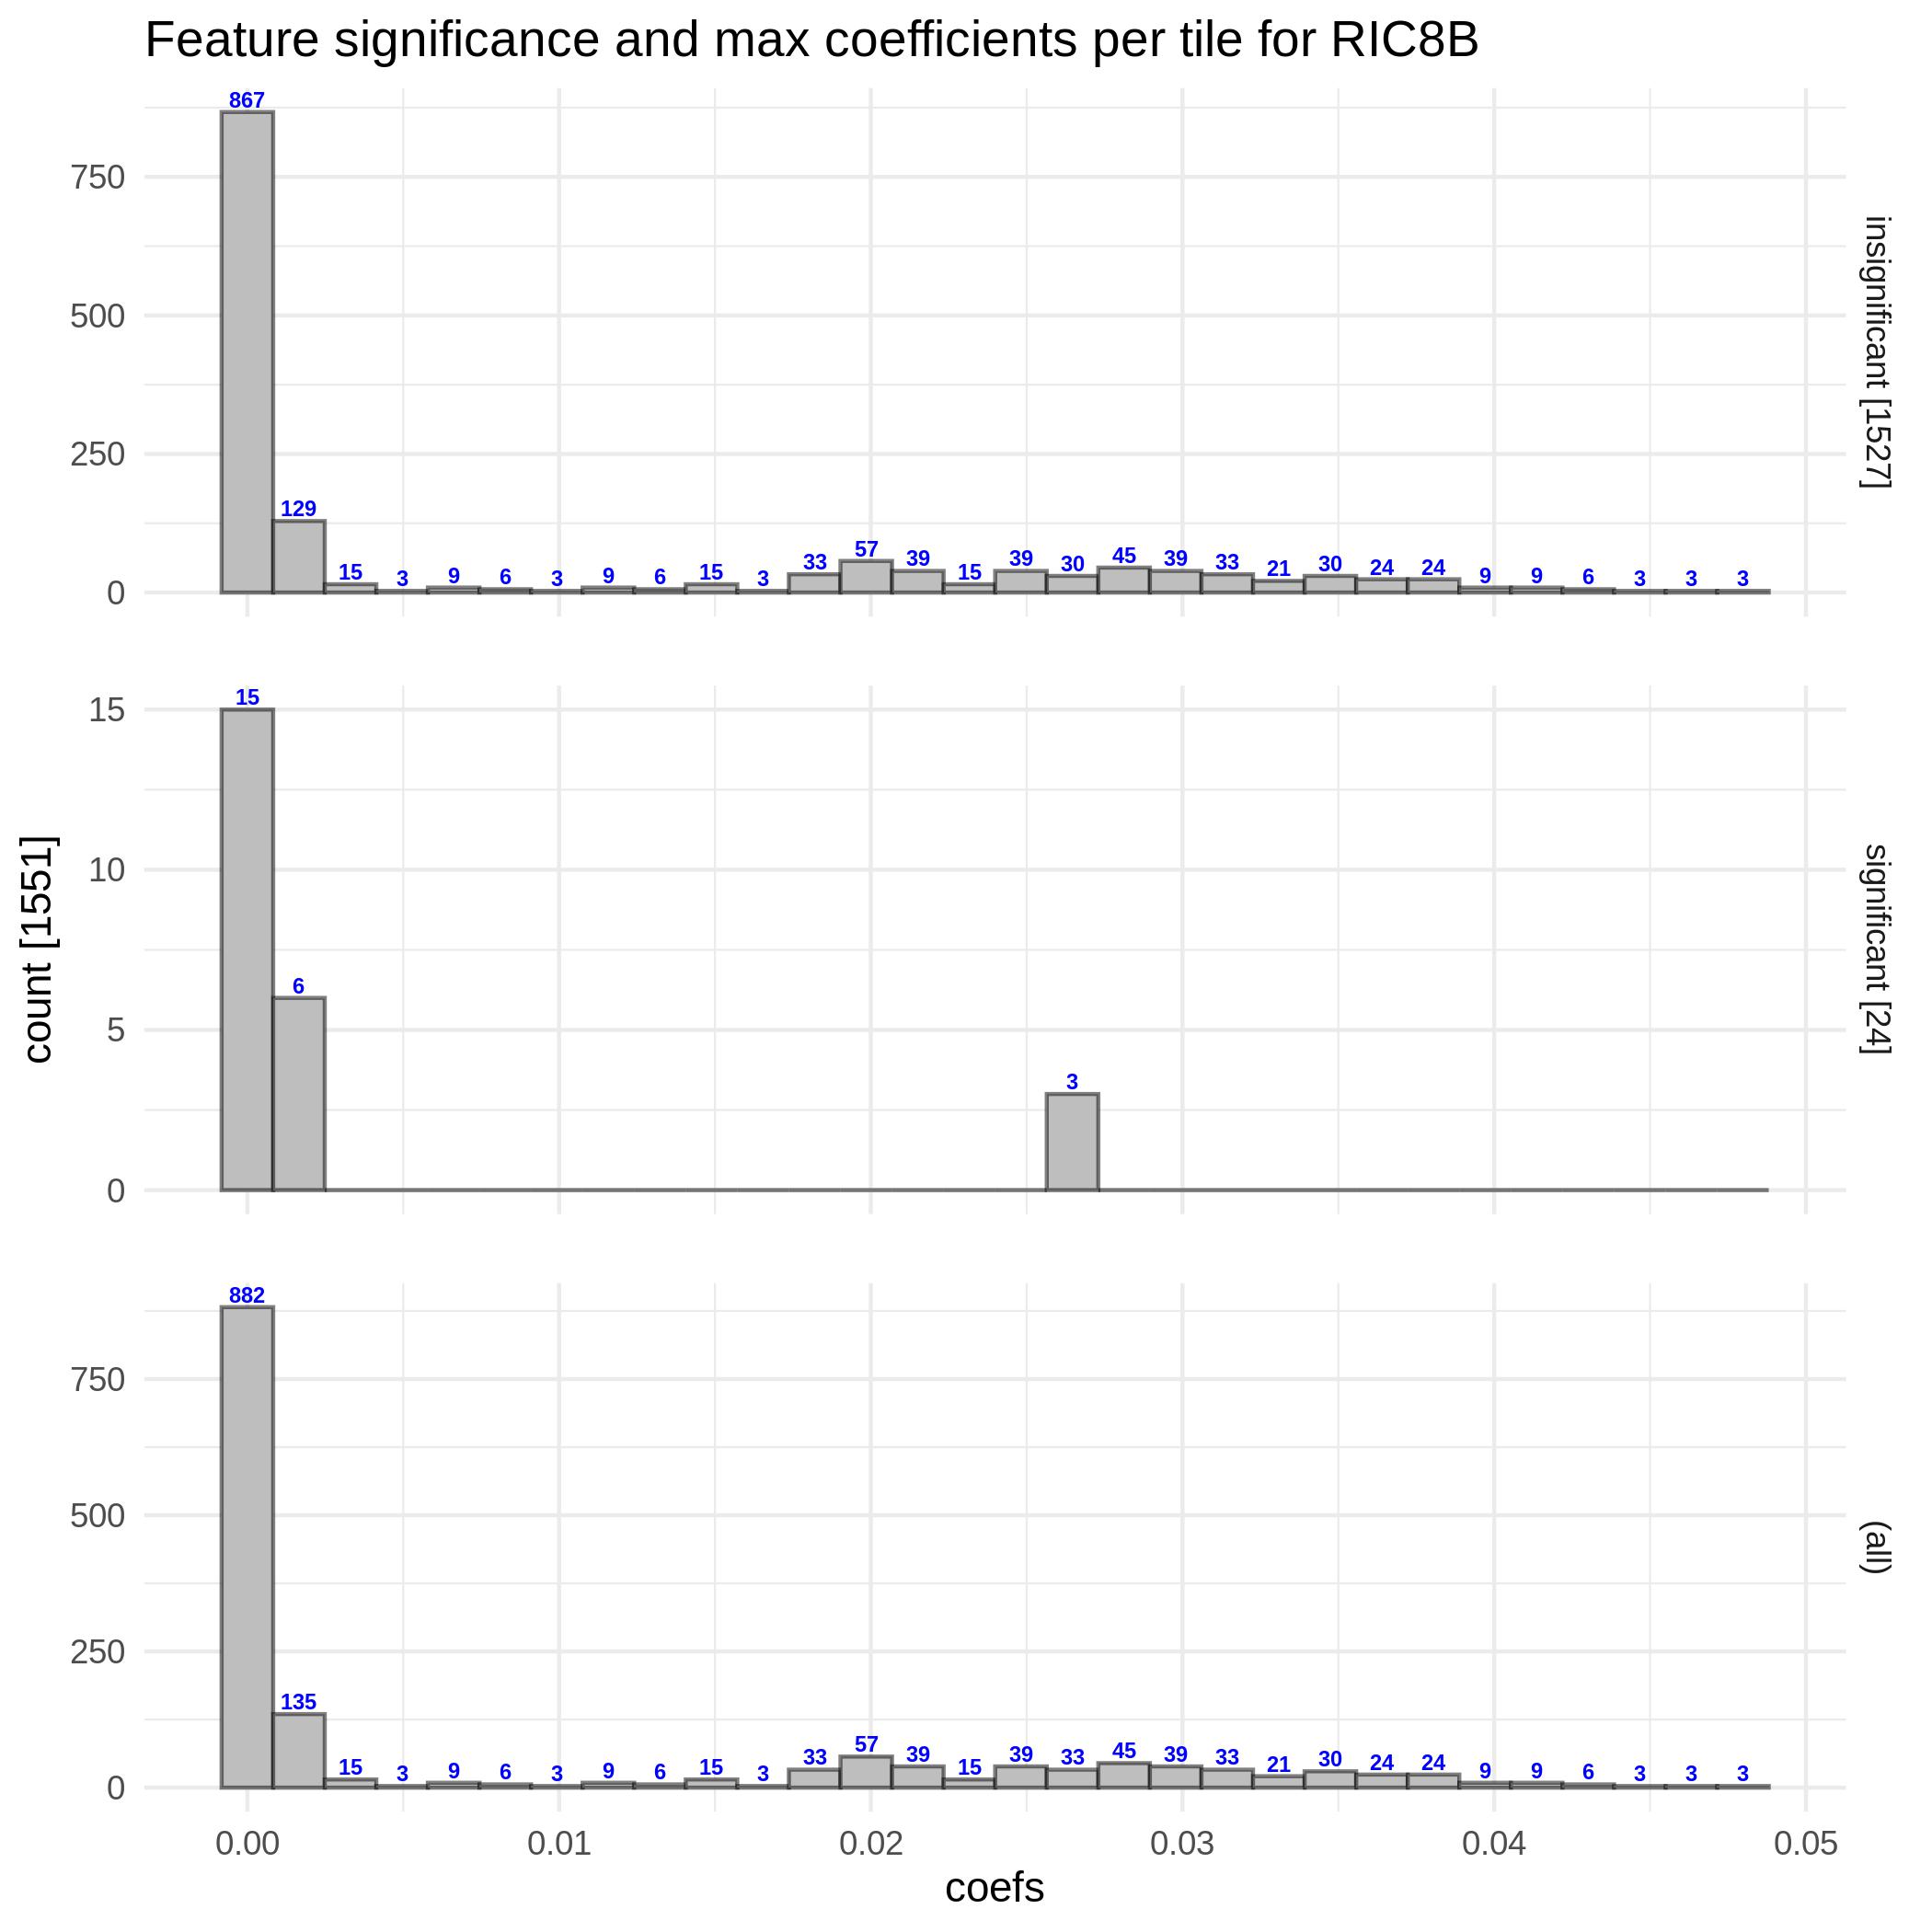 Feature significance and max coefficients per tile for RIC8B
count [1551]
867
129
15 3 9 6 3 9 6 15 3 33 57 39 15 39 30 45 39 33 21 30 24 24 9 9 6 3 3 3
750
500
250
0
insignificant [1527]
15
6
3
15
10
5
0
significant [24]
882
135
15 3 9 6 3 9 6 15 3 33 57 39 15 39 33 45 39 33 21 30 24 24 9 9 6 3 3 3
750
500
250
0
(all)
0.00 0.01 0.02 0.03 0.04 0.05
coefs